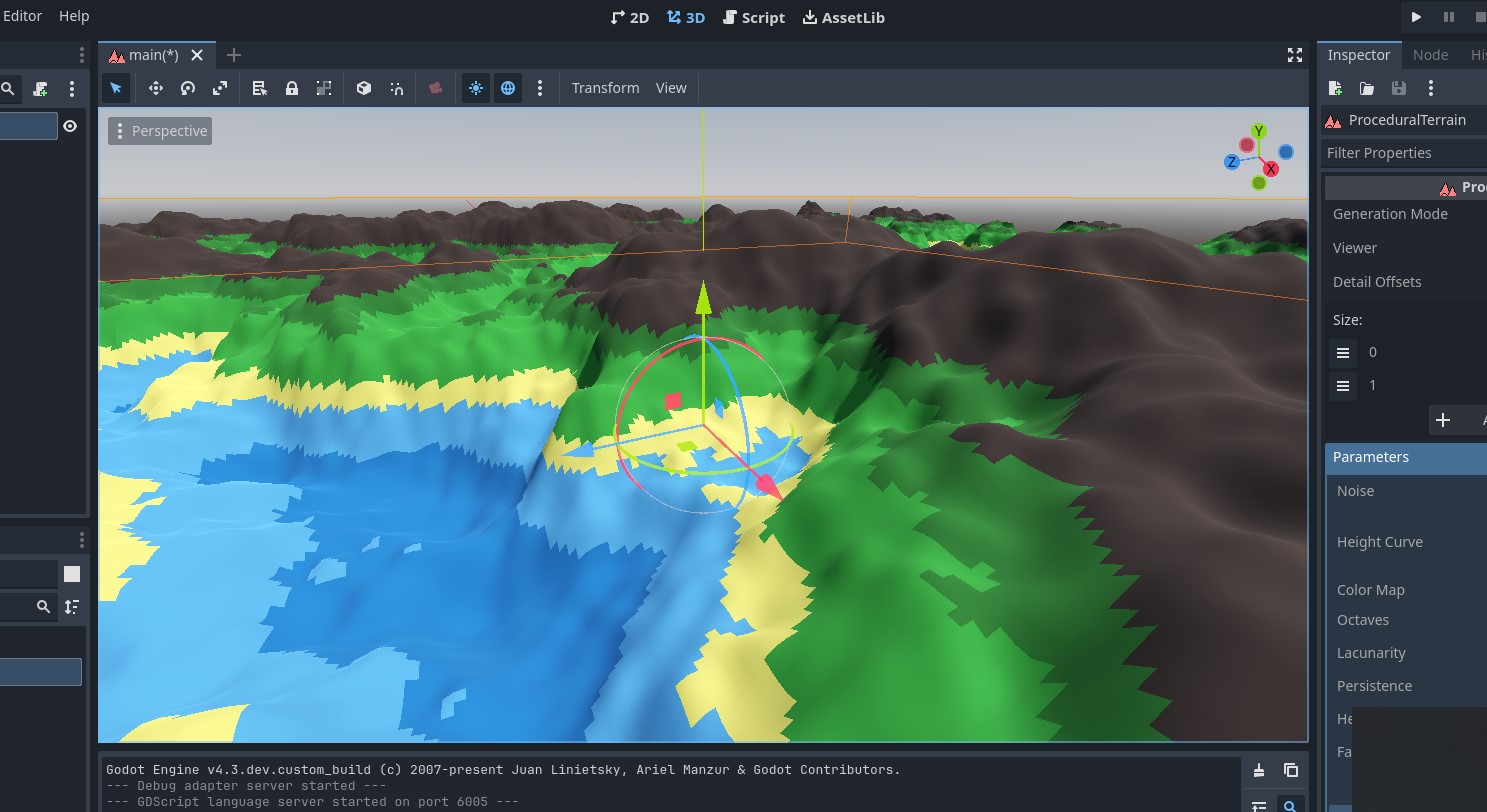 Editor Help
2D 3D Script AssetLib
main(*)
Inspector Node His
Transform View
Perspective
Y
Z X
ProceduralTerrain
Filter Properties
Proc
Generation Mode
Viewer
Detail Offsets
Size:
0
1
Parameters
Noise
Height Curve
Color Map
Octaves
Lacunarity
Persistence
He
Fa
Godot Engine v4.3.dev.custom_build (c) 2007-present Juan Linietsky, Ariel Manzur & Godot Contributors.
--- Debug adapter server started ---
--- GDScript language server started on port 6005 ---